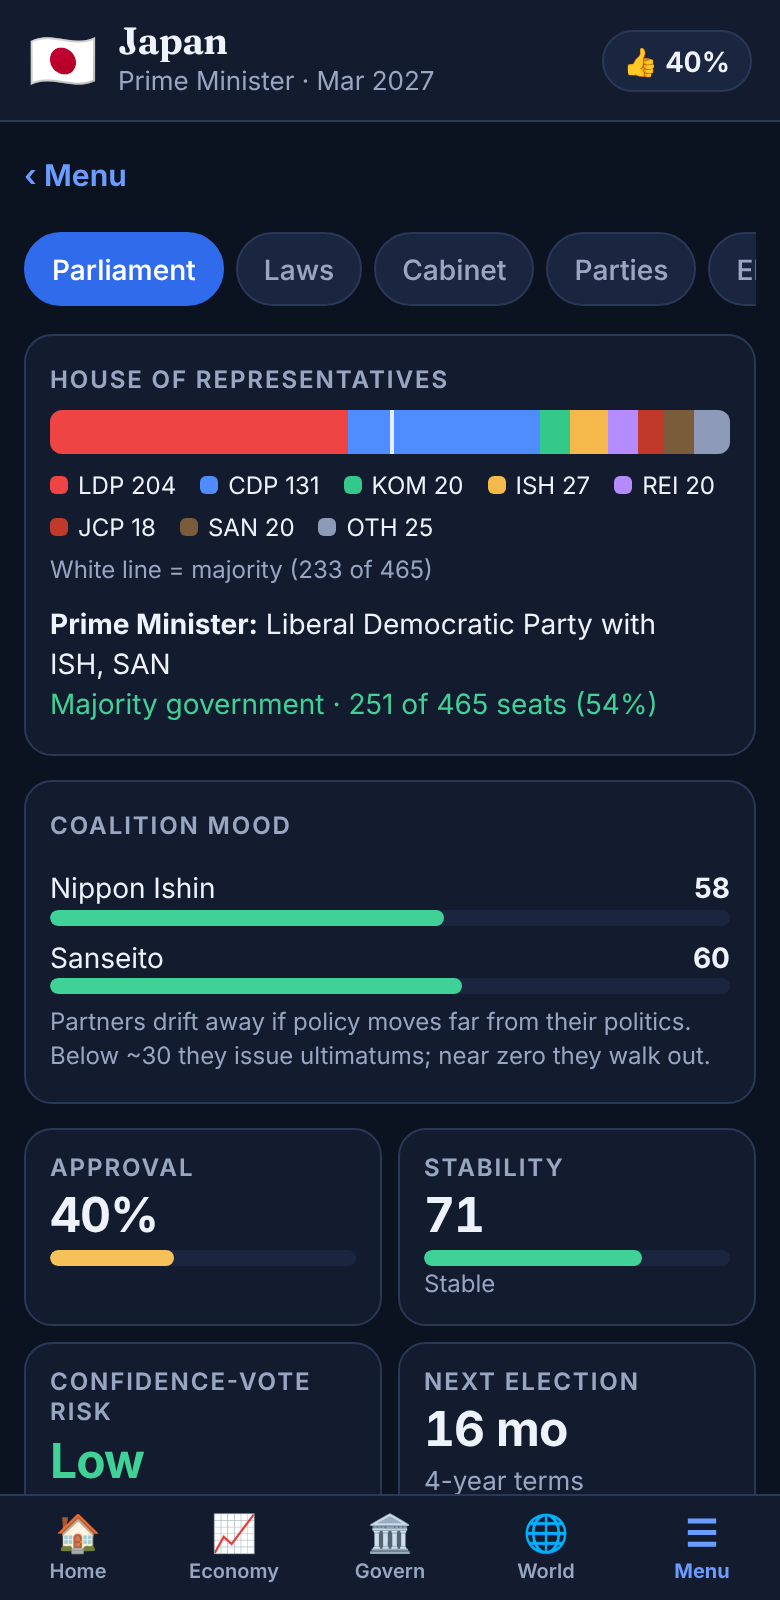 Japan
Prime Minister · Mar 2027
👍 40%
‹ Menu
Parliament
Laws
Cabinet
Parties
HOUSE OF REPRESENTATIVES
LDP 204 CDP 131 KOM 20 ISH 27 REI 20
JCP 18 SAN 20 OTH 25
White line = majority (233 of 465)
Prime Minister: Liberal Democratic Party with
ISH, SAN
Majority government · 251 of 465 seats (54%)
COALITION MOOD
Nippon Ishin 58
Sanseito 60
Partners drift away if policy moves far from their politics.
Below ~30 they issue ultimatums; near zero they walk out.
APPROVAL
40%
STABILITY
71
Stable
CONFIDENCE-VOTE
RISK
Low
NEXT ELECTION
16 mo
4-year terms
Home
Economy
Govern
World
Menu